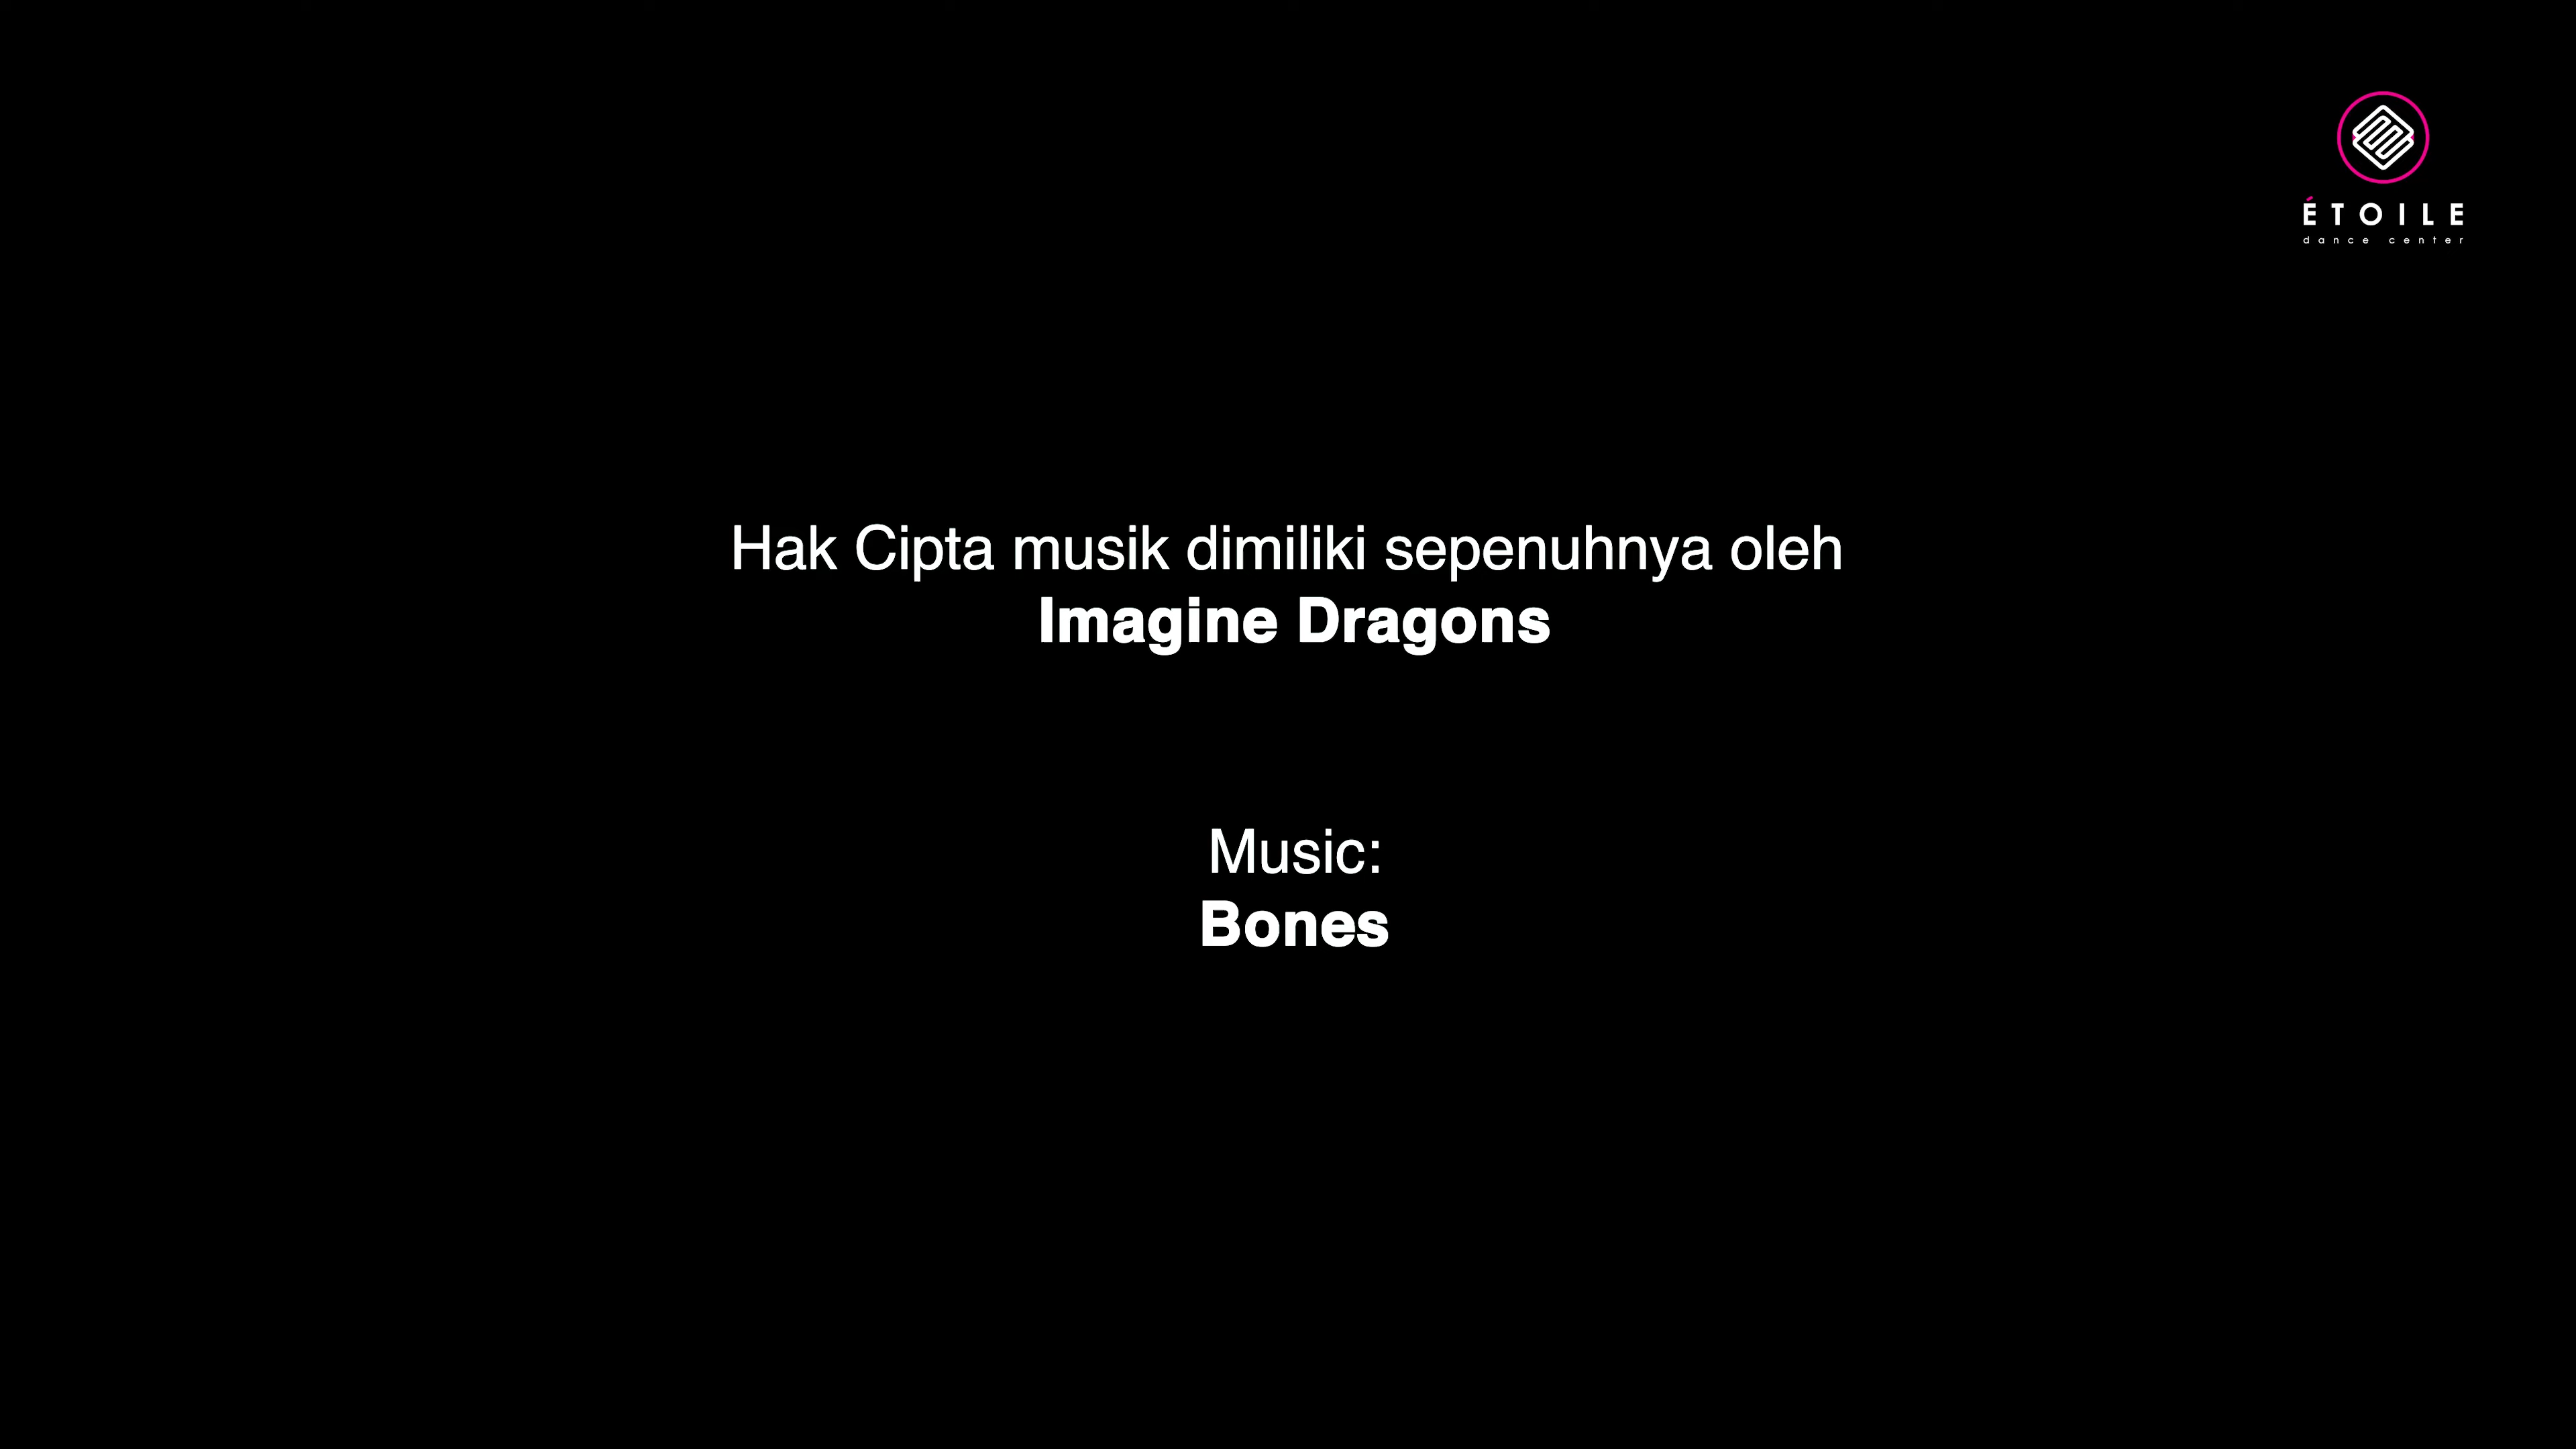 ÉTOILE
dance center
Hak Cipta musik dimiliki sepenuhnya oleh
Imagine Dragons
Music:
Bones